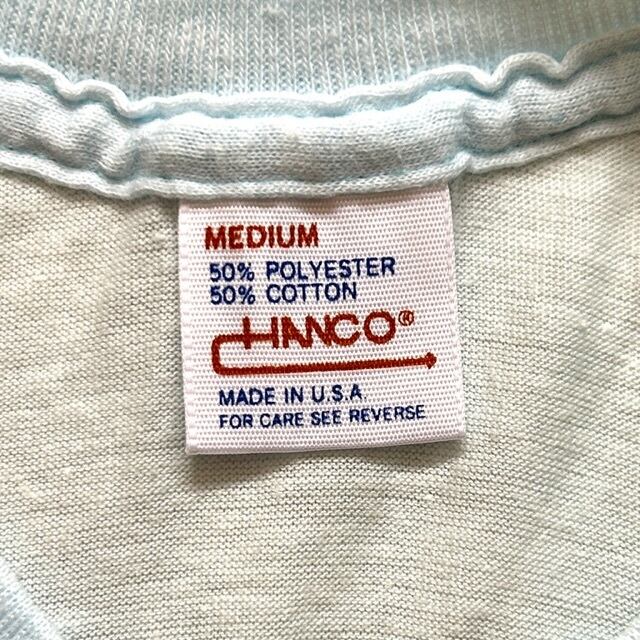 MEDIUM
50% POLYESTER
50% COTTON
HANCO®
MADE IN U.S.A.
FOR CARE SEE REVERSE